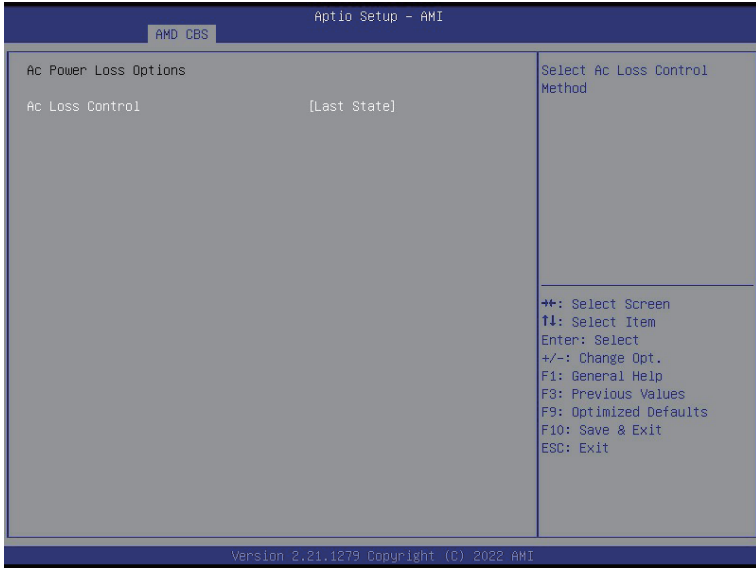 Aptio Setup – AMI
AMD CBS
Ac Power Loss Options
Ac Loss Control [Last State]
Select Ac Loss Control
Method
→←: Select Screen
↑↓: Select Item
Enter: Select
+/-: Change Opt.
F1: General Help
F3: Previous Values
F9: Optimized Defaults
F10: Save & Exit
ESC: Exit
Version 2.21.1279 Copyright (C) 2022 AMI